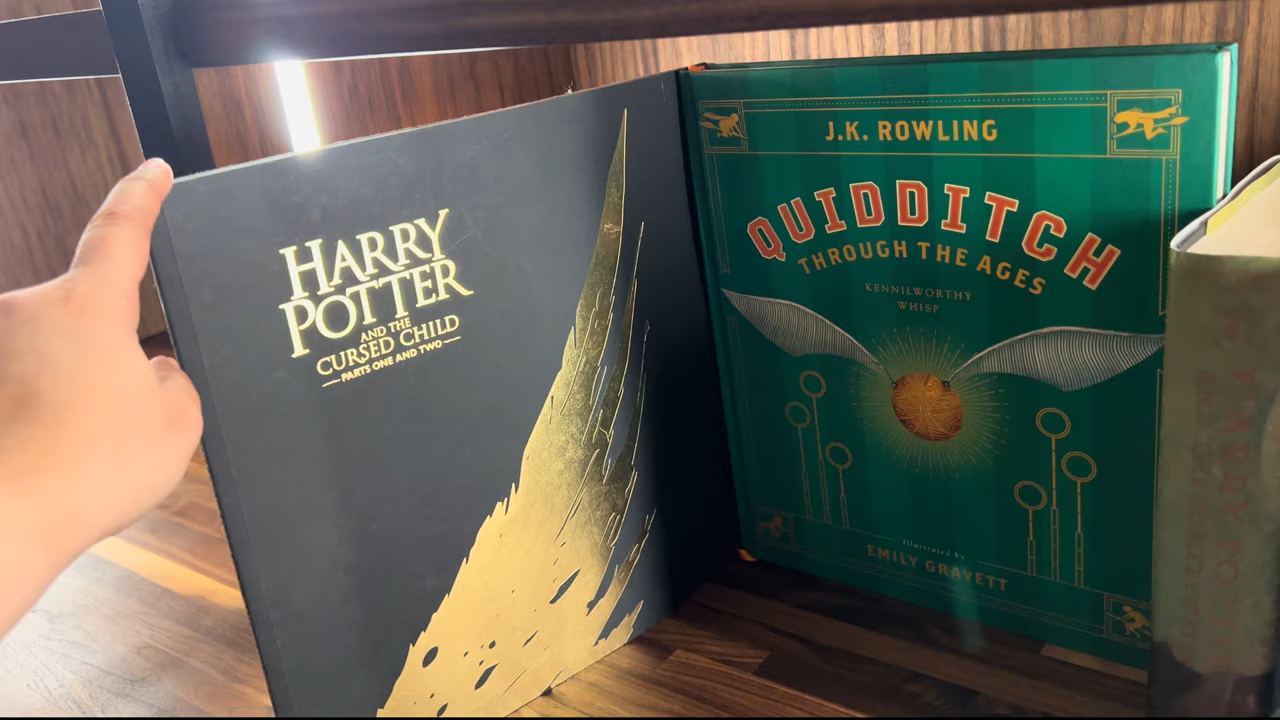 HARRY
POTTER
AND THE
CURSED CHILD
PARTS ONE AND TWO
J.K. ROWLING
QUIDDITCH
THROUGH THE AGES
KENNILWORTHY
WHISP
Illustrated by
EMILY GRAVETT